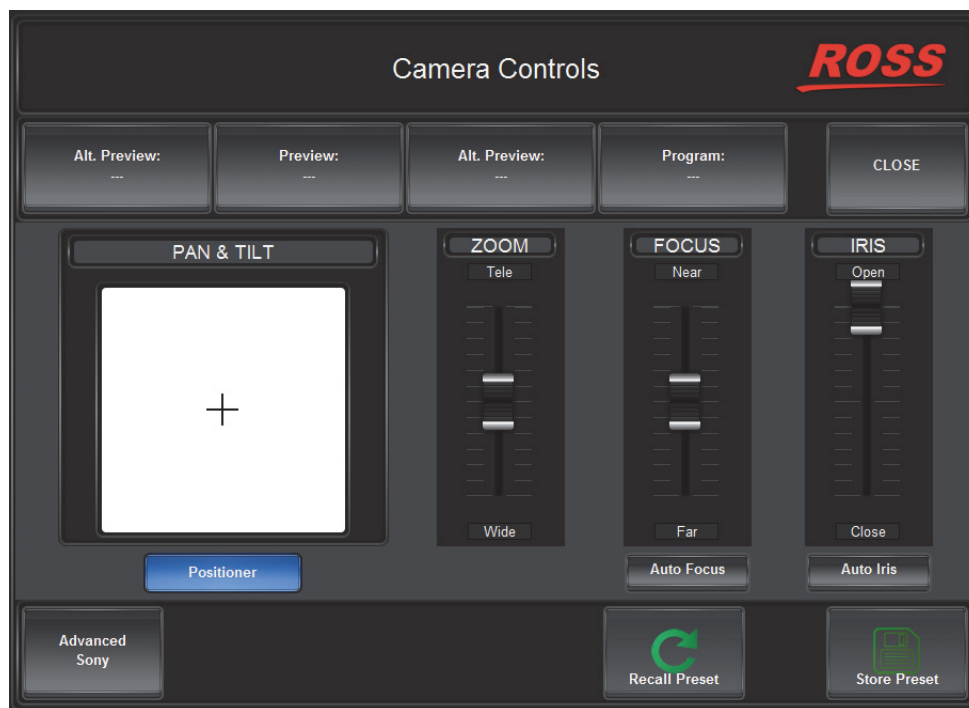 Camera Controls
ROSS
Alt. Preview:
---
Preview:
---
Alt. Preview:
---
Program:
---
CLOSE
PAN & TILT
ZOOM
Tele
Wide
FOCUS
Near
Far
IRIS
Open
Close
Positioner
Auto Focus
Auto Iris
Advanced
Sony
Recall Preset
Store Preset